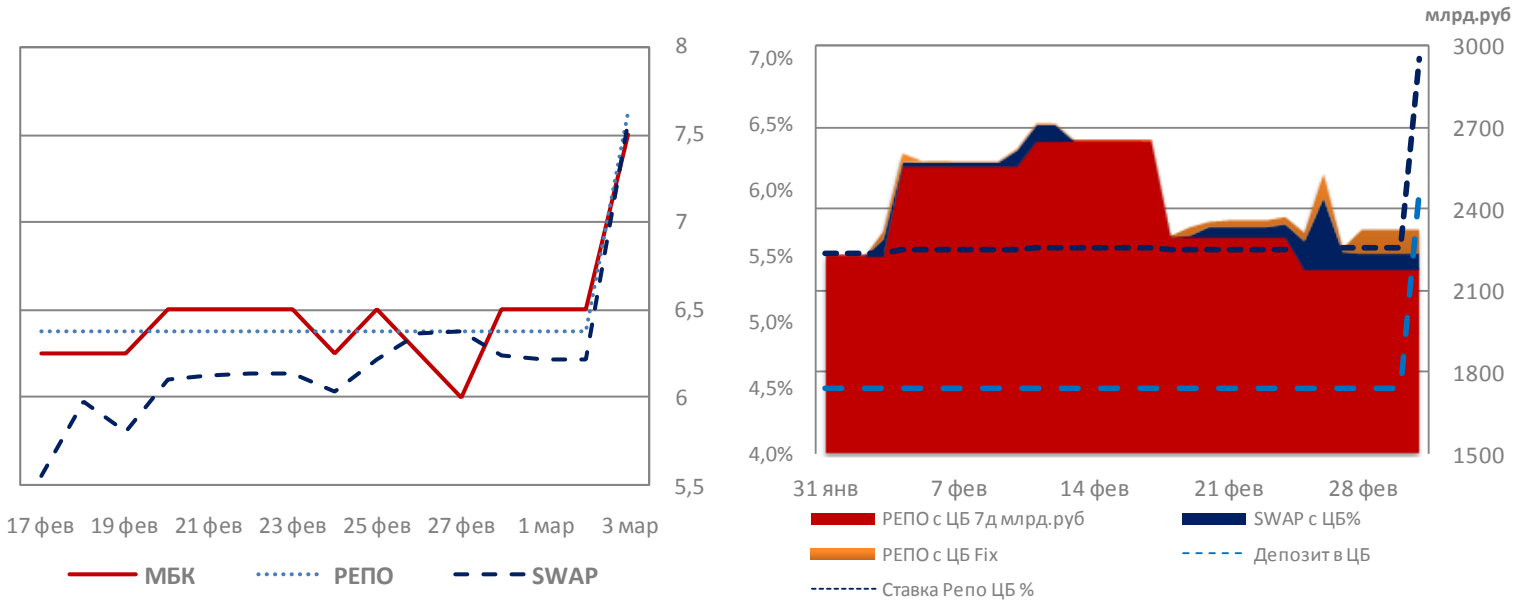 8
7,5
7
6,5
6
5,5
17 фев 19 фев 21 фев 23 фев 25 фев 27 фев 1 мар 3 мар
МБК РЕПО SWAP
млрд.руб
7,0% 3000
6,5% 2700
6,0% 2400
5,5%
5,0% 2100
4,5% 1800
4,0% 1500
31 янв 7 фев 14 фев 21 фев 28 фев
РЕПО с ЦБ 7д млрд.руб SWAP с ЦБ%
РЕПО с ЦБ Fix Депозит в ЦБ
Ставка Репо ЦБ %